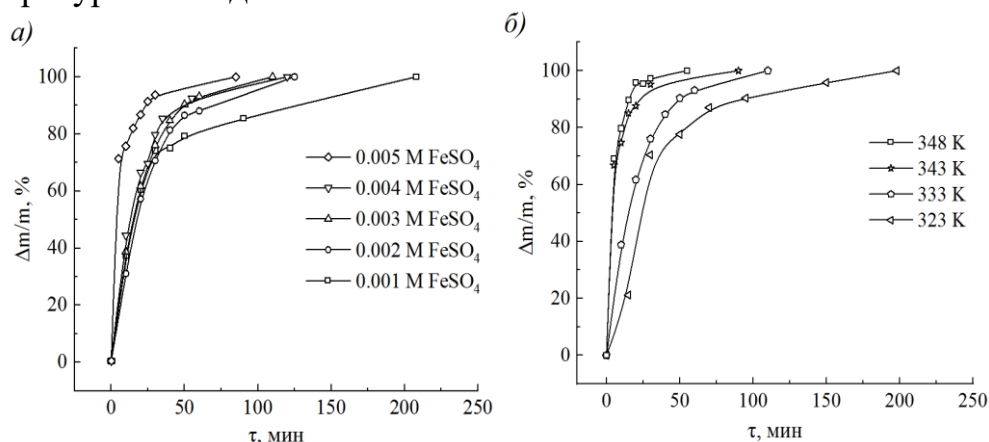 а)
б)
Δm/m, %
100
80
60
40
20
0
0 50 100 150 200 250
τ, мин
0.005 M FeSO₄
0.004 M FeSO₄
0.003 M FeSO₄
0.002 M FeSO₄
0.001 M FeSO₄
Δm/m, %
100
80
60
40
20
0
0 50 100 150 200 250
τ, мин
348 K
343 K
333 K
323 K